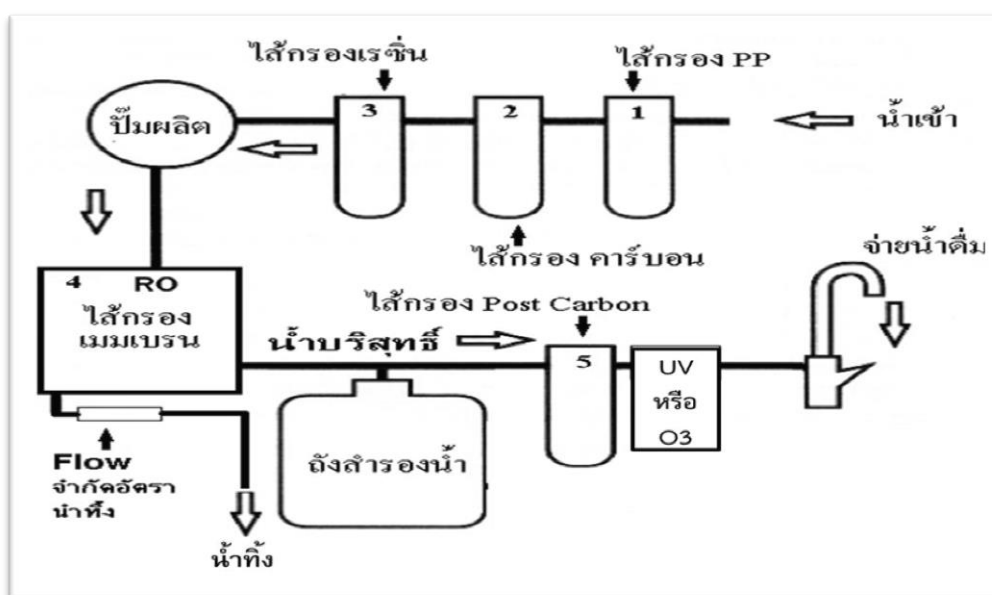 ไส้กรองเรซิ่น
ไส้กรอง PP
ปั๊มผลิต
3
2
1
น้ำเข้า
ไส้กรอง คาร์บอน
จ่ายน้ำดื่ม
4 RO
ไส้กรอง
เมมเบรน
ไส้กรอง Post Carbon
น้ำบริสุทธิ์
5
UV
หรือ
O3
ถังสำรองน้ำ
Flow
จำกัดอัตรา
น้ำทิ้ง
น้ำทิ้ง